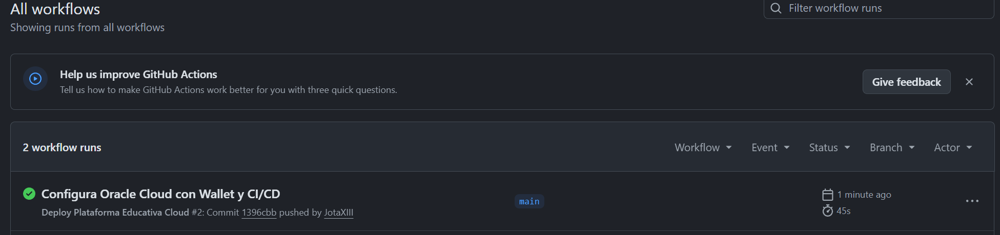 All workflows
Filter workflow runs
Showing runs from all workflows
Help us improve GitHub Actions
Tell us how to make GitHub Actions work better for you with three quick questions.
Give feedback
2 workflow runs
Workflow Event Status Branch Actor
Configura Oracle Cloud con Wallet y CI/CD
Deploy Plataforma Educativa Cloud #2: Commit 1396cbb pushed by JotaXIII
main
1 minute ago
45s